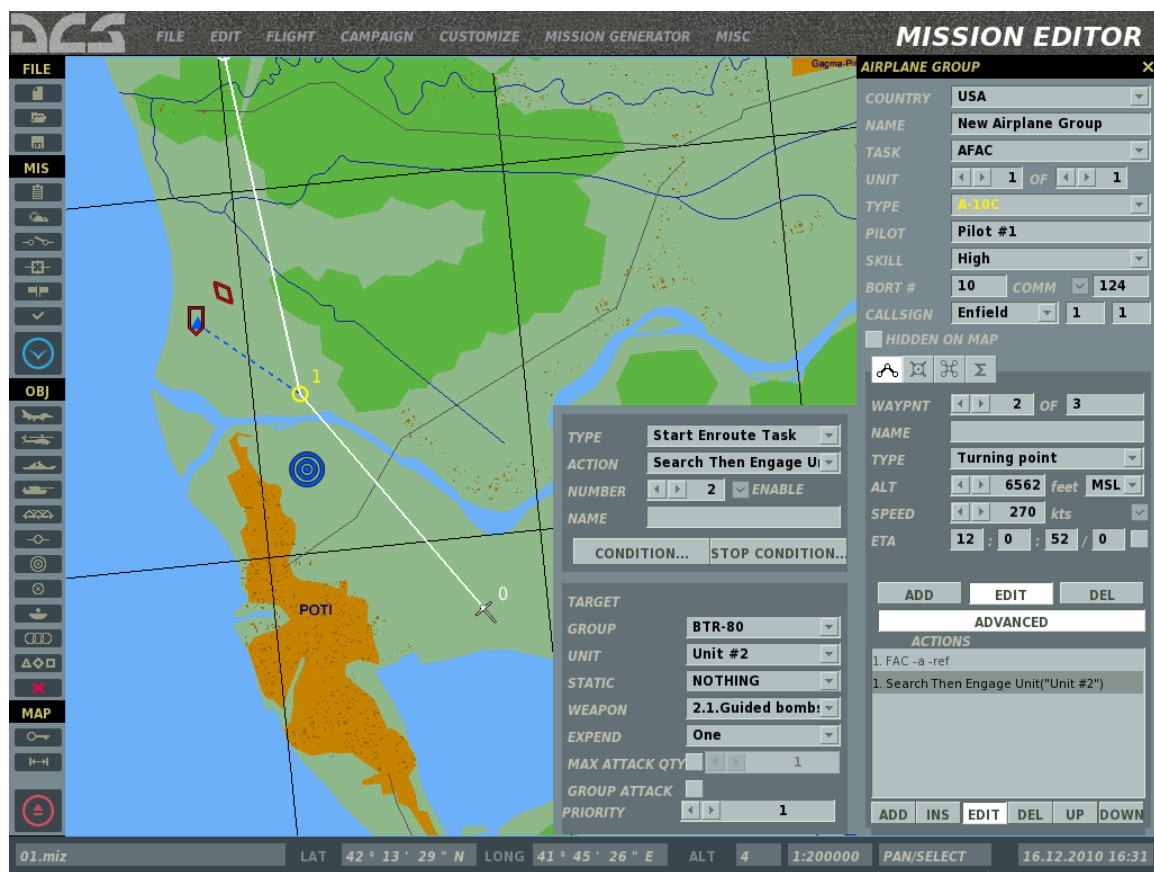 DCS
FILE EDIT FLIGHT CAMPAIGN CUSTOMIZE MISSION GENERATOR MISC
MISSION EDITOR
FILE
MIS
OBJ
MAP
1
0
POTI
TYPE Start Enroute Task
ACTION Search Then Engage
NUMBER 2 ENABLE
NAME
CONDITION... STOP CONDITION...
TARGET
GROUP BTR-80
UNIT Unit #2
STATIC NOTHING
WEAPON 2.1.Guided bombs
EXPEND One
MAX ATTACK QTY 1
GROUP ATTACK
PRIORITY 1
AIRPLANE GROUP
COUNTRY USA
NAME New Airplane Group
TASK AFAC
UNIT 1 OF 1
TYPE A-10C
PILOT Pilot #1
SKILL High
BORT # 10 COMM 124
CALLSIGN Enfield 1 1
HIDDEN ON MAP
WAYPNT 2 OF 3
NAME
TYPE Turning point
ALT 6562 feet MSL
SPEED 270 kts
ETA 12 : 0 : 52 / 0
ADD EDIT DEL
ADVANCED
ACTIONS
1. FAC -a -ref
1. Search Then Engage Unit("Unit #2")
ADD INS EDIT DEL UP DOWN
01.miz LAT 42 ° 13 ' 29 " N LONG 41 ° 45 ' 26 " E ALT 4 1:200000 PAN/SELECT 16.12.2010 16:31